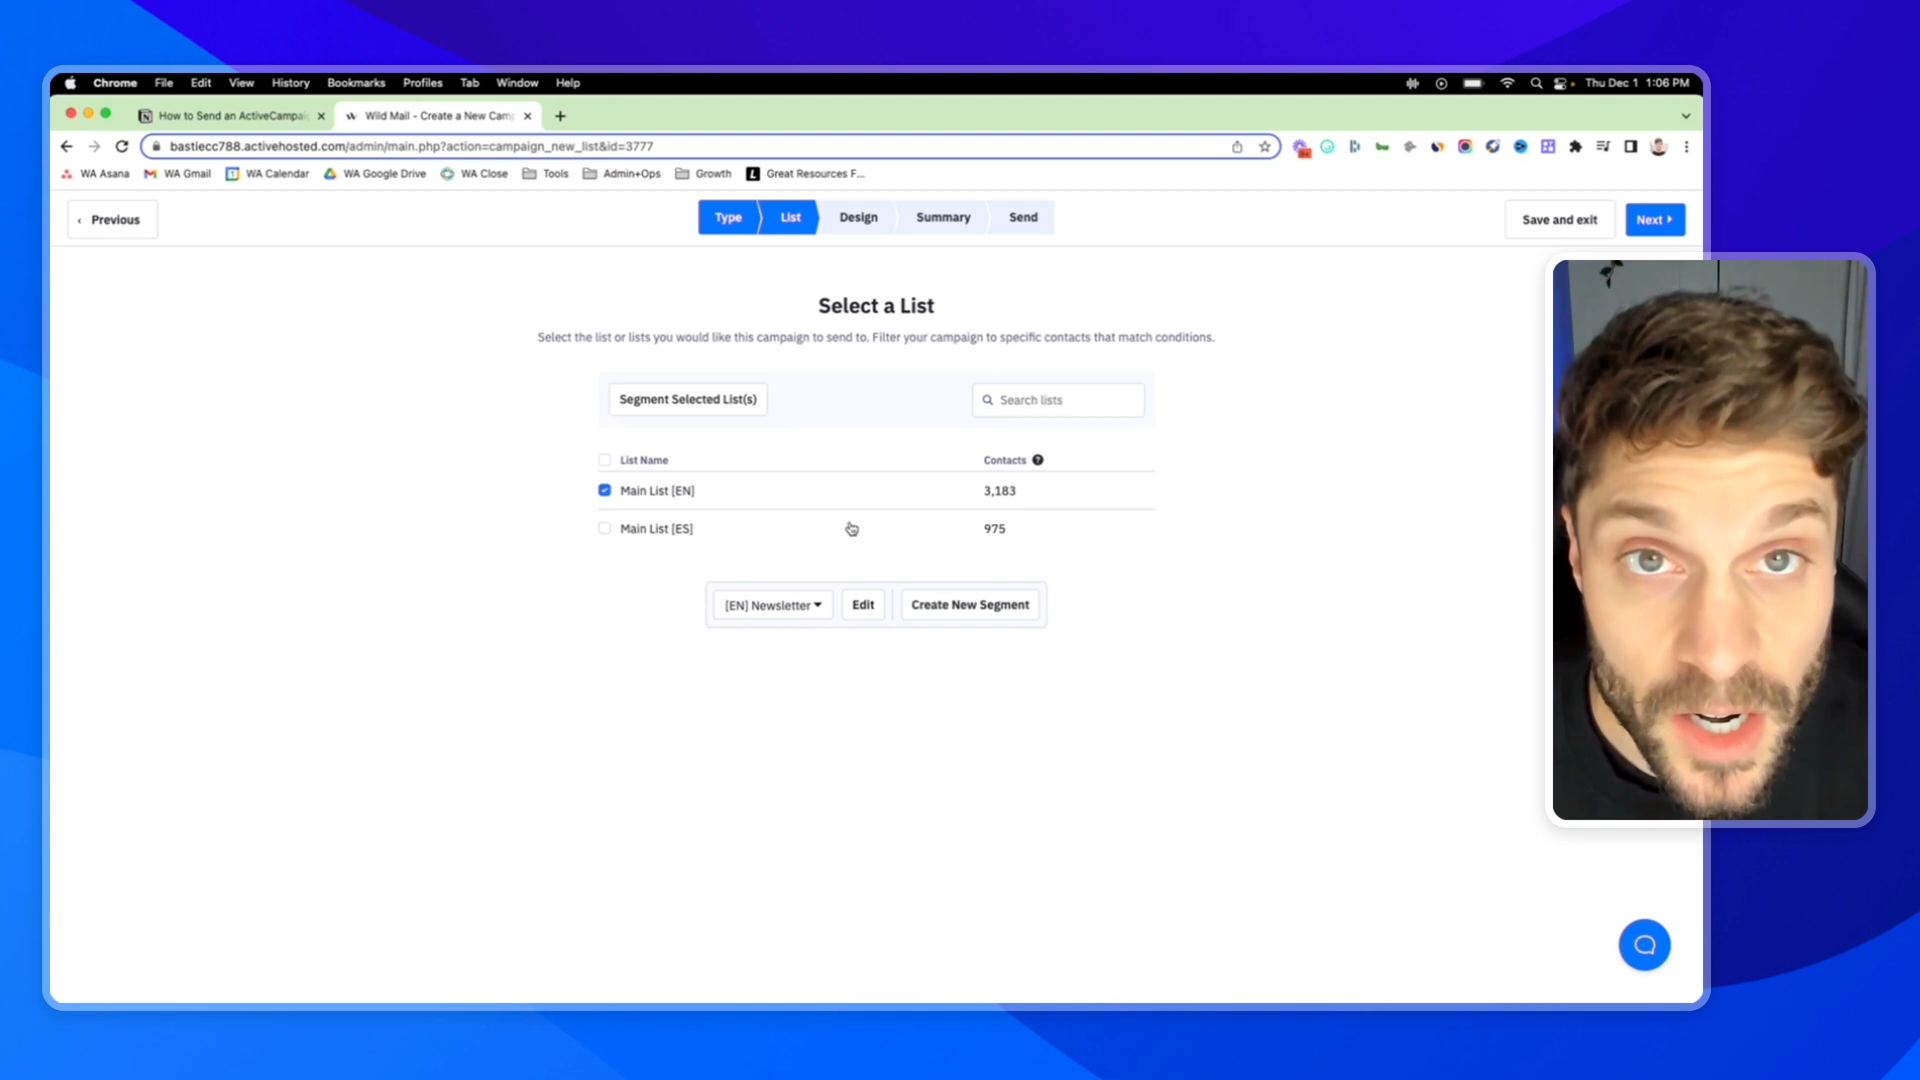 Chrome File Edit View History Bookmarks Profiles Tab Window Help Thu Dec 1 1:06 PM
How to Send an ActiveCampai Wild Mail - Create a New Camp
bastiecc788.activehosted.com/admin/main.php?action=campaign_new_list&id=3777
WA Asana WA Gmail WA Calendar WA Google Drive WA Close Tools Admin+Ops Growth Great Resources F...
Previous Type List Design Summary Send Save and exit Next
Select a List
Select the list or lists you would like this campaign to send to. Filter your campaign to specific contacts that match conditions.
Segment Selected List(s) Search lists
List Name Contacts ?
Main List [EN] 3,183
Main List [ES] 975
[EN] Newsletter Edit Create New Segment